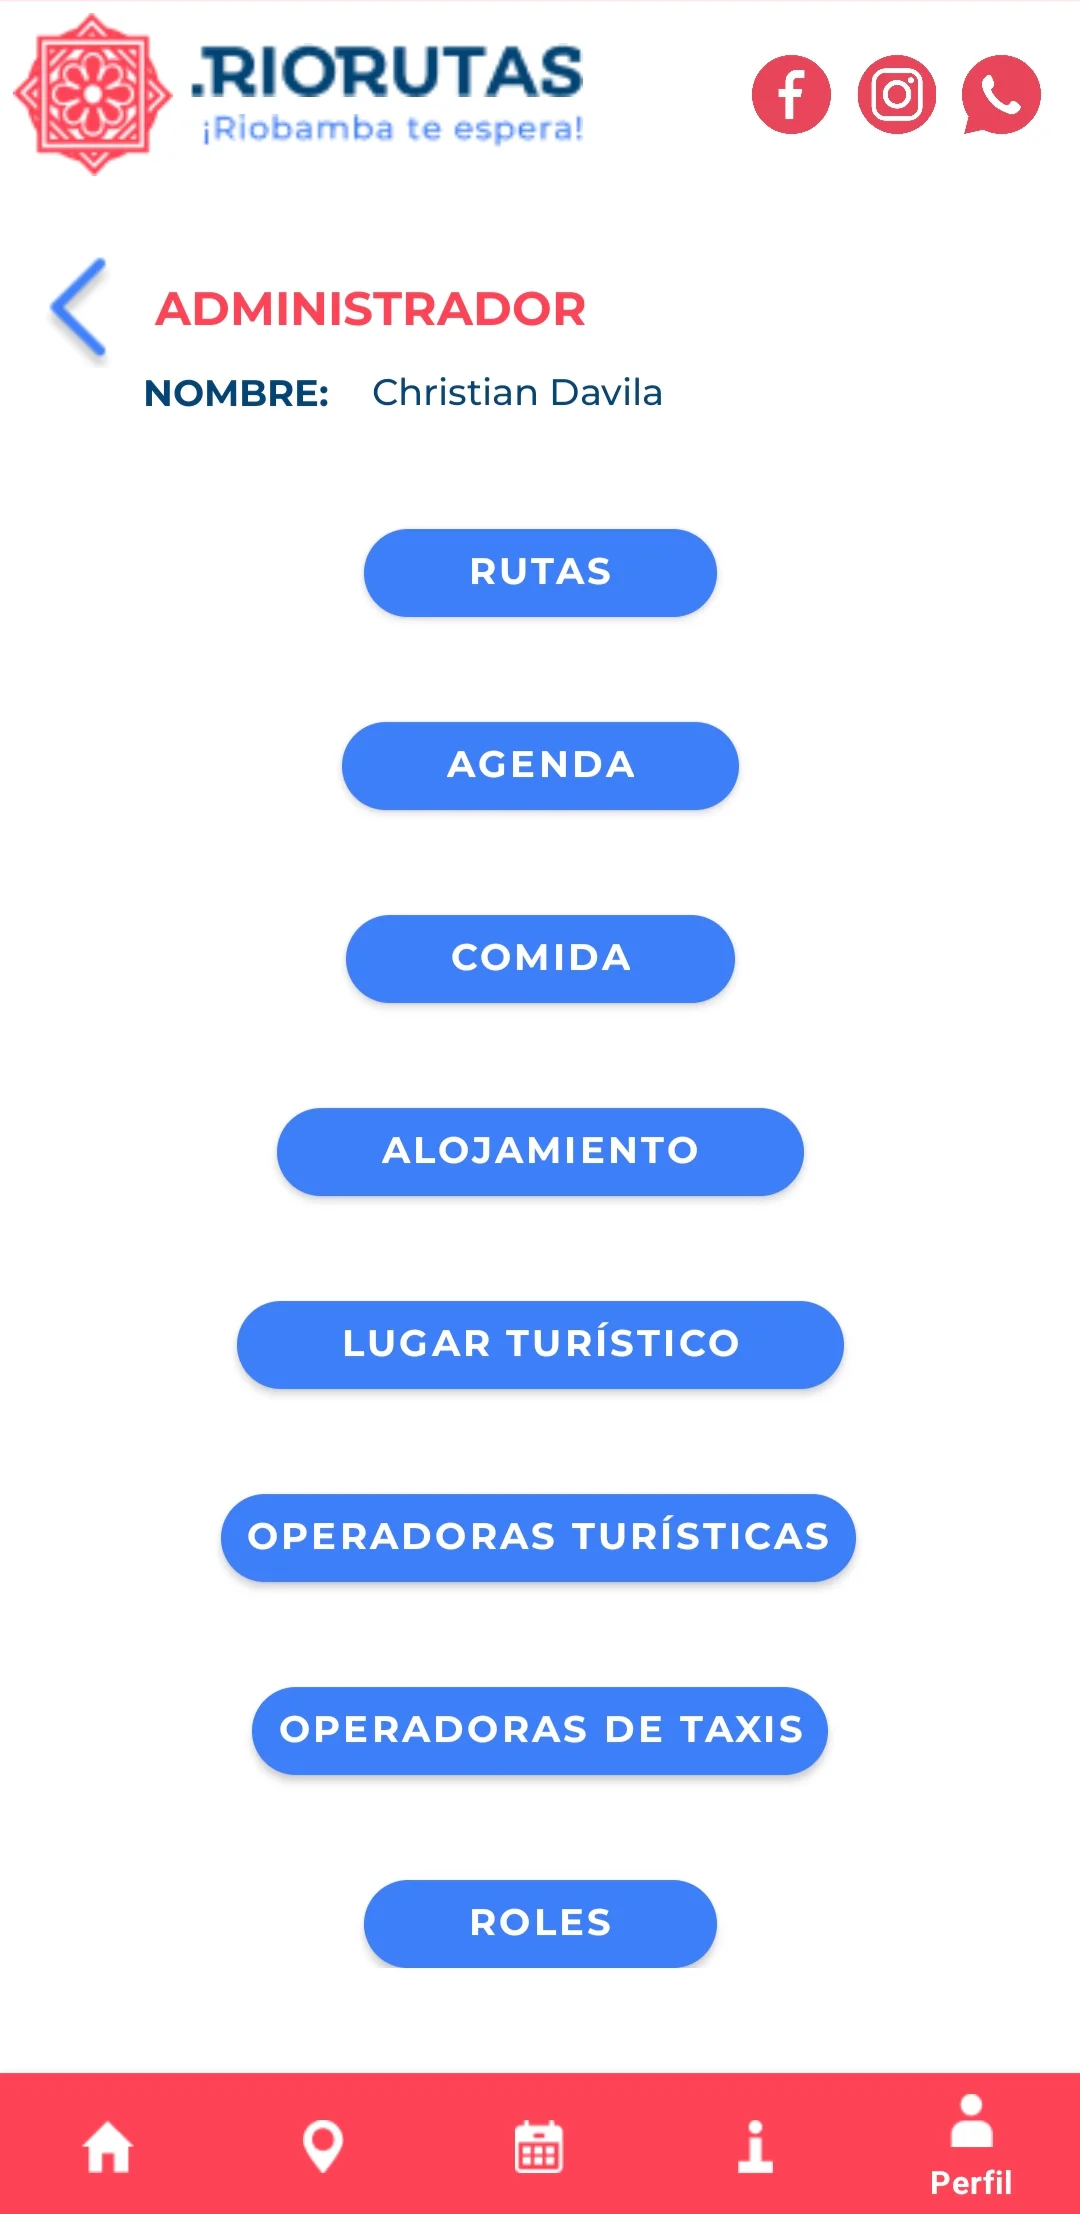 .RIORUTAS
¡Riobamba te espera!
ADMINISTRADOR
NOMBRE: Christian Davila
RUTAS
AGENDA
COMIDA
ALOJAMIENTO
LUGAR TURÍSTICO
OPERADORAS TURÍSTICAS
OPERADORAS DE TAXIS
ROLES
Perfil